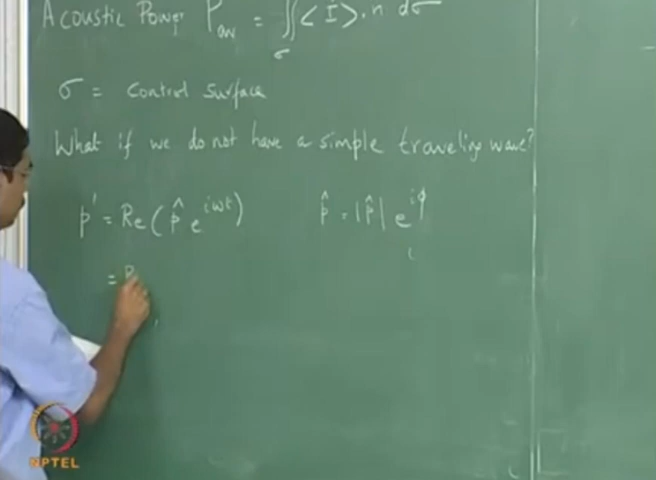 Acoustic Power P_av = ∬_σ <I> . n dσ
σ = control surface
What if we do not have a simple traveling wave?
p' = Re(p̂ e^{iωt})   p̂ = |p̂| e^{iφ}
= R
NPTEL